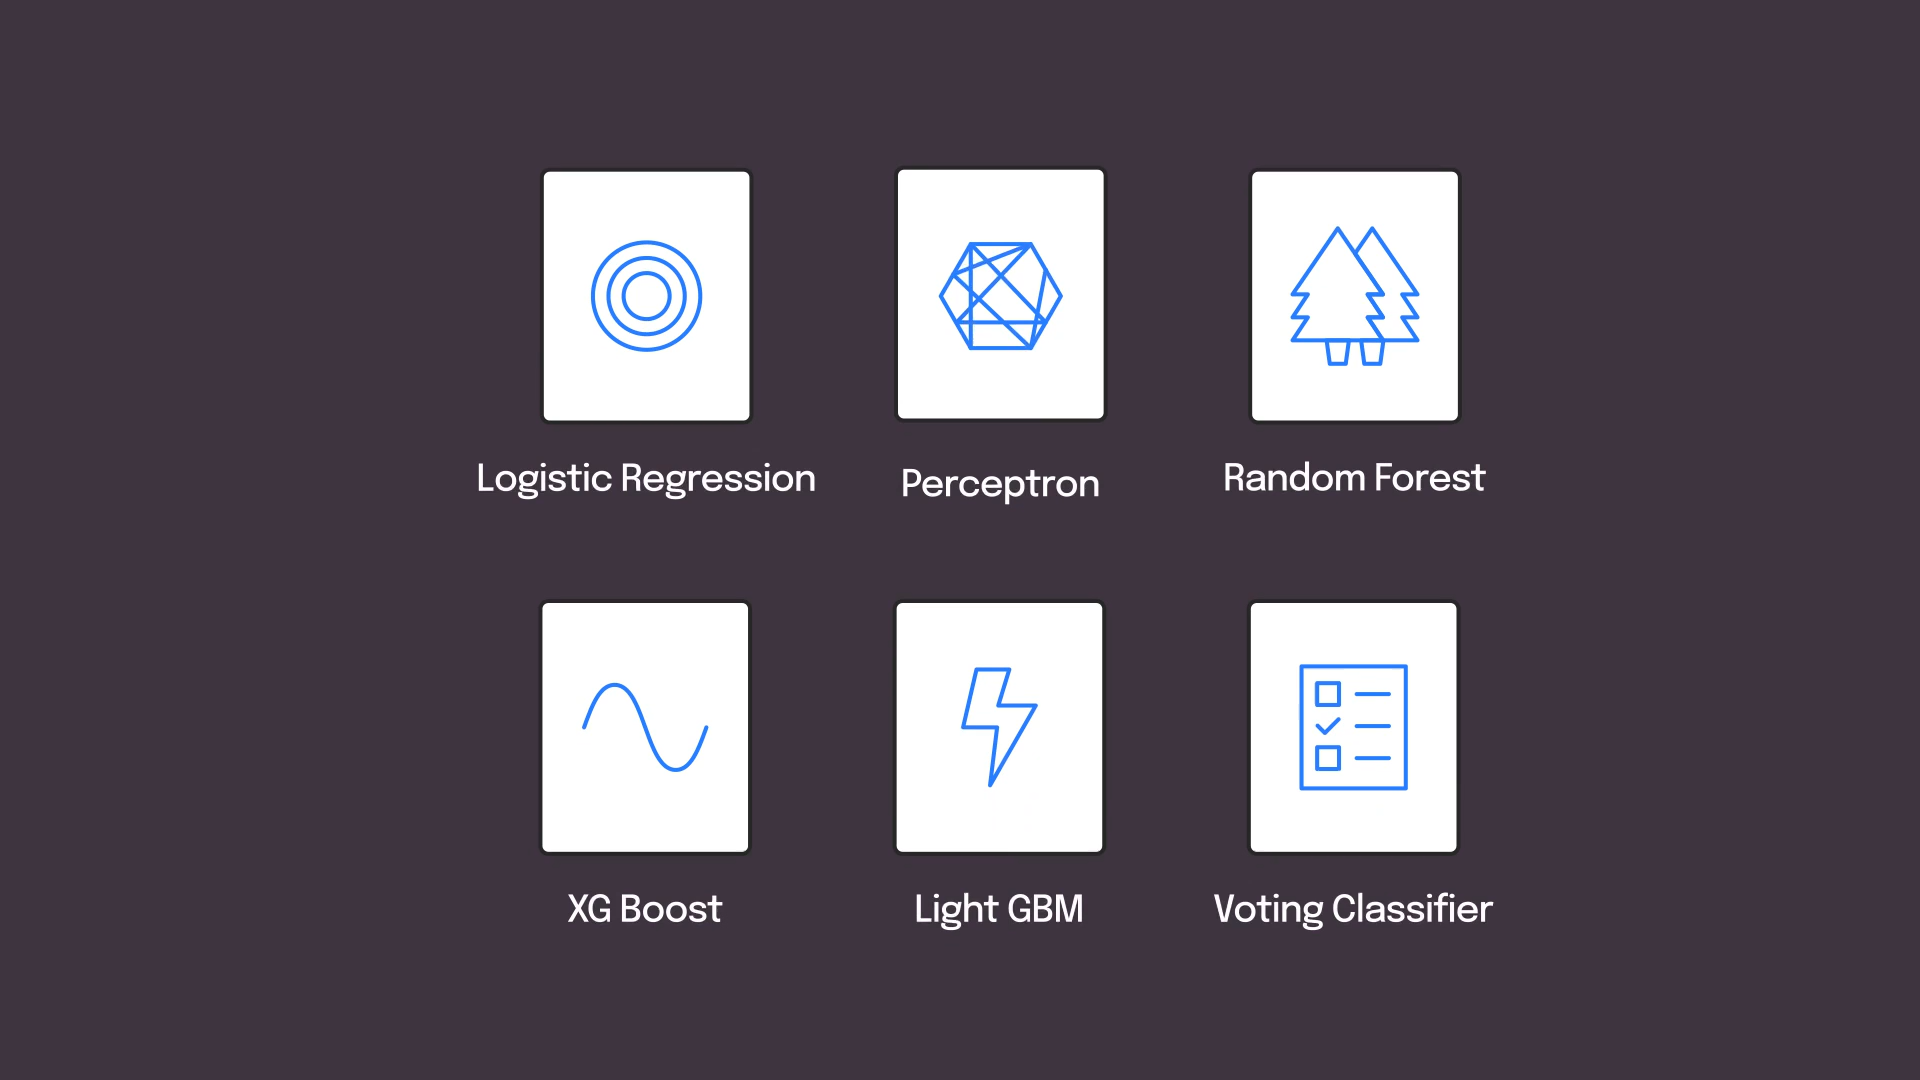 Logistic Regression
Perceptron
Random Forest
XG Boost
Light GBM
Voting Classifier